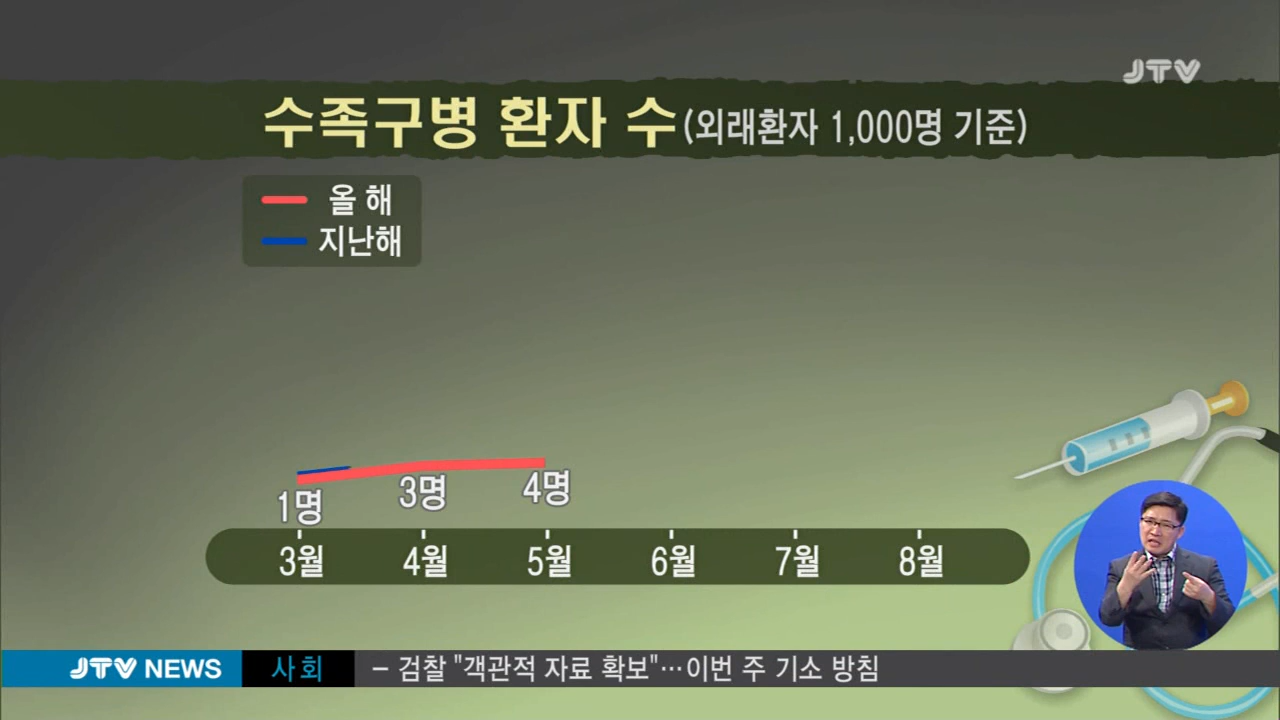 JTV
수족구병 환자 수(외래환자 1,000명 기준)
올 해
지난해
1명
3명
4명
3월
4월
5월
6월
7월
8월
JTV NEWS
사회
- 검찰 "객관적 자료 확보"…이번 주 기소 방침